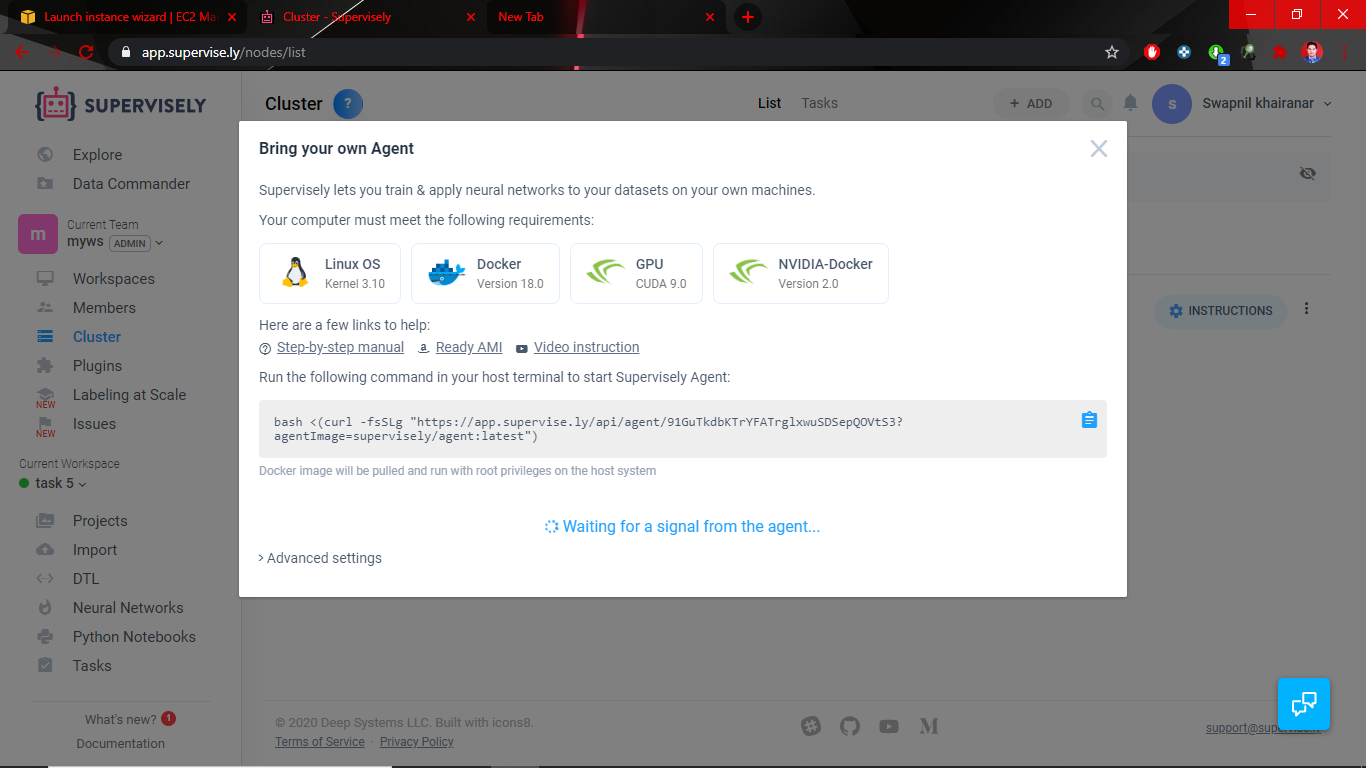 Launch instance wizard | EC2 Ma
Cluster - Supervisely
New Tab
app.supervise.ly/nodes/list
2
SUPERVISELY
Cluster ?
List Tasks
+ ADD
s Swapnil khairanar
Explore
Data Commander
m Current Team
myws ADMIN
Workspaces
Members
Cluster
Plugins
Labeling at Scale
NEW
Issues
NEW
Current Workspace
task 5
Projects
Import
DTL
Neural Networks
Python Notebooks
Tasks
What's new? 1
Documentation
Bring your own Agent
Supervisely lets you train & apply neural networks to your datasets on your own machines.
Your computer must meet the following requirements:
Linux OS
Kernel 3.10
Docker
Version 18.0
GPU
CUDA 9.0
NVIDIA-Docker
Version 2.0
Here are a few links to help:
Step-by-step manual Ready AMI Video instruction
Run the following command in your host terminal to start Supervisely Agent:
bash <(curl -fsSLg "https://app.supervise.ly/api/agent/91GuTkdbKTrYFATrglxwuSDSepQOVtS3?
agentImage=supervisely/agent:latest")
Docker image will be pulled and run with root privileges on the host system
Waiting for a signal from the agent...
> Advanced settings
INSTRUCTIONS
© 2020 Deep Systems LLC. Built with icons8.
Terms of Service · Privacy Policy